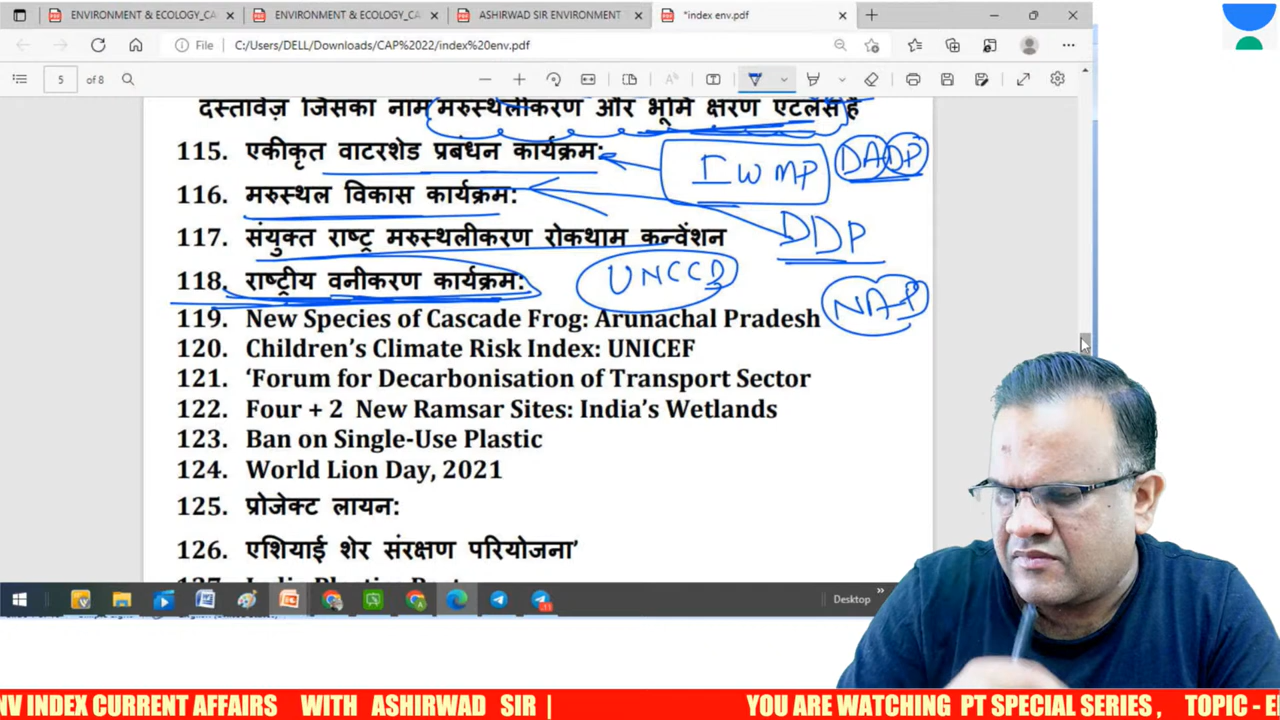 ENVIRONMENT & ECOLOGY_CA
ENVIRONMENT & ECOLOGY_CA
ASHIRWAD SIR ENVIRONMENT
*index env.pdf
File C:/Users/DELL/Downloads/CAP%2022/index%20env.pdf
5 of 8
दस्तावेज़ जिसका नाम मरुस्थलीकरण और भूमि क्षरण एटलस है
115. एकीकृत वाटरशेड प्रबंधन कार्यक्रम: IWMP DADP
116. मरुस्थल विकास कार्यक्रम:
117. संयुक्त राष्ट्र मरुस्थलीकरण रोकथाम कन्वेंशन DDP
118. राष्ट्रीय वनीकरण कार्यक्रम: UNCCD NAP
119. New Species of Cascade Frog: Arunachal Pradesh
120. Children's Climate Risk Index: UNICEF
121. ‘Forum for Decarbonisation of Transport Sector
122. Four + 2 New Ramsar Sites: India's Wetlands
123. Ban on Single-Use Plastic
124. World Lion Day, 2021
125. प्रोजेक्ट लायन:
126. एशियाई शेर संरक्षण परियोजना’
Desktop
NV INDEX CURRENT AFFAIRS WITH ASHIRWAD SIR | YOU ARE WATCHING PT SPECIAL SERIES , TOPIC - E